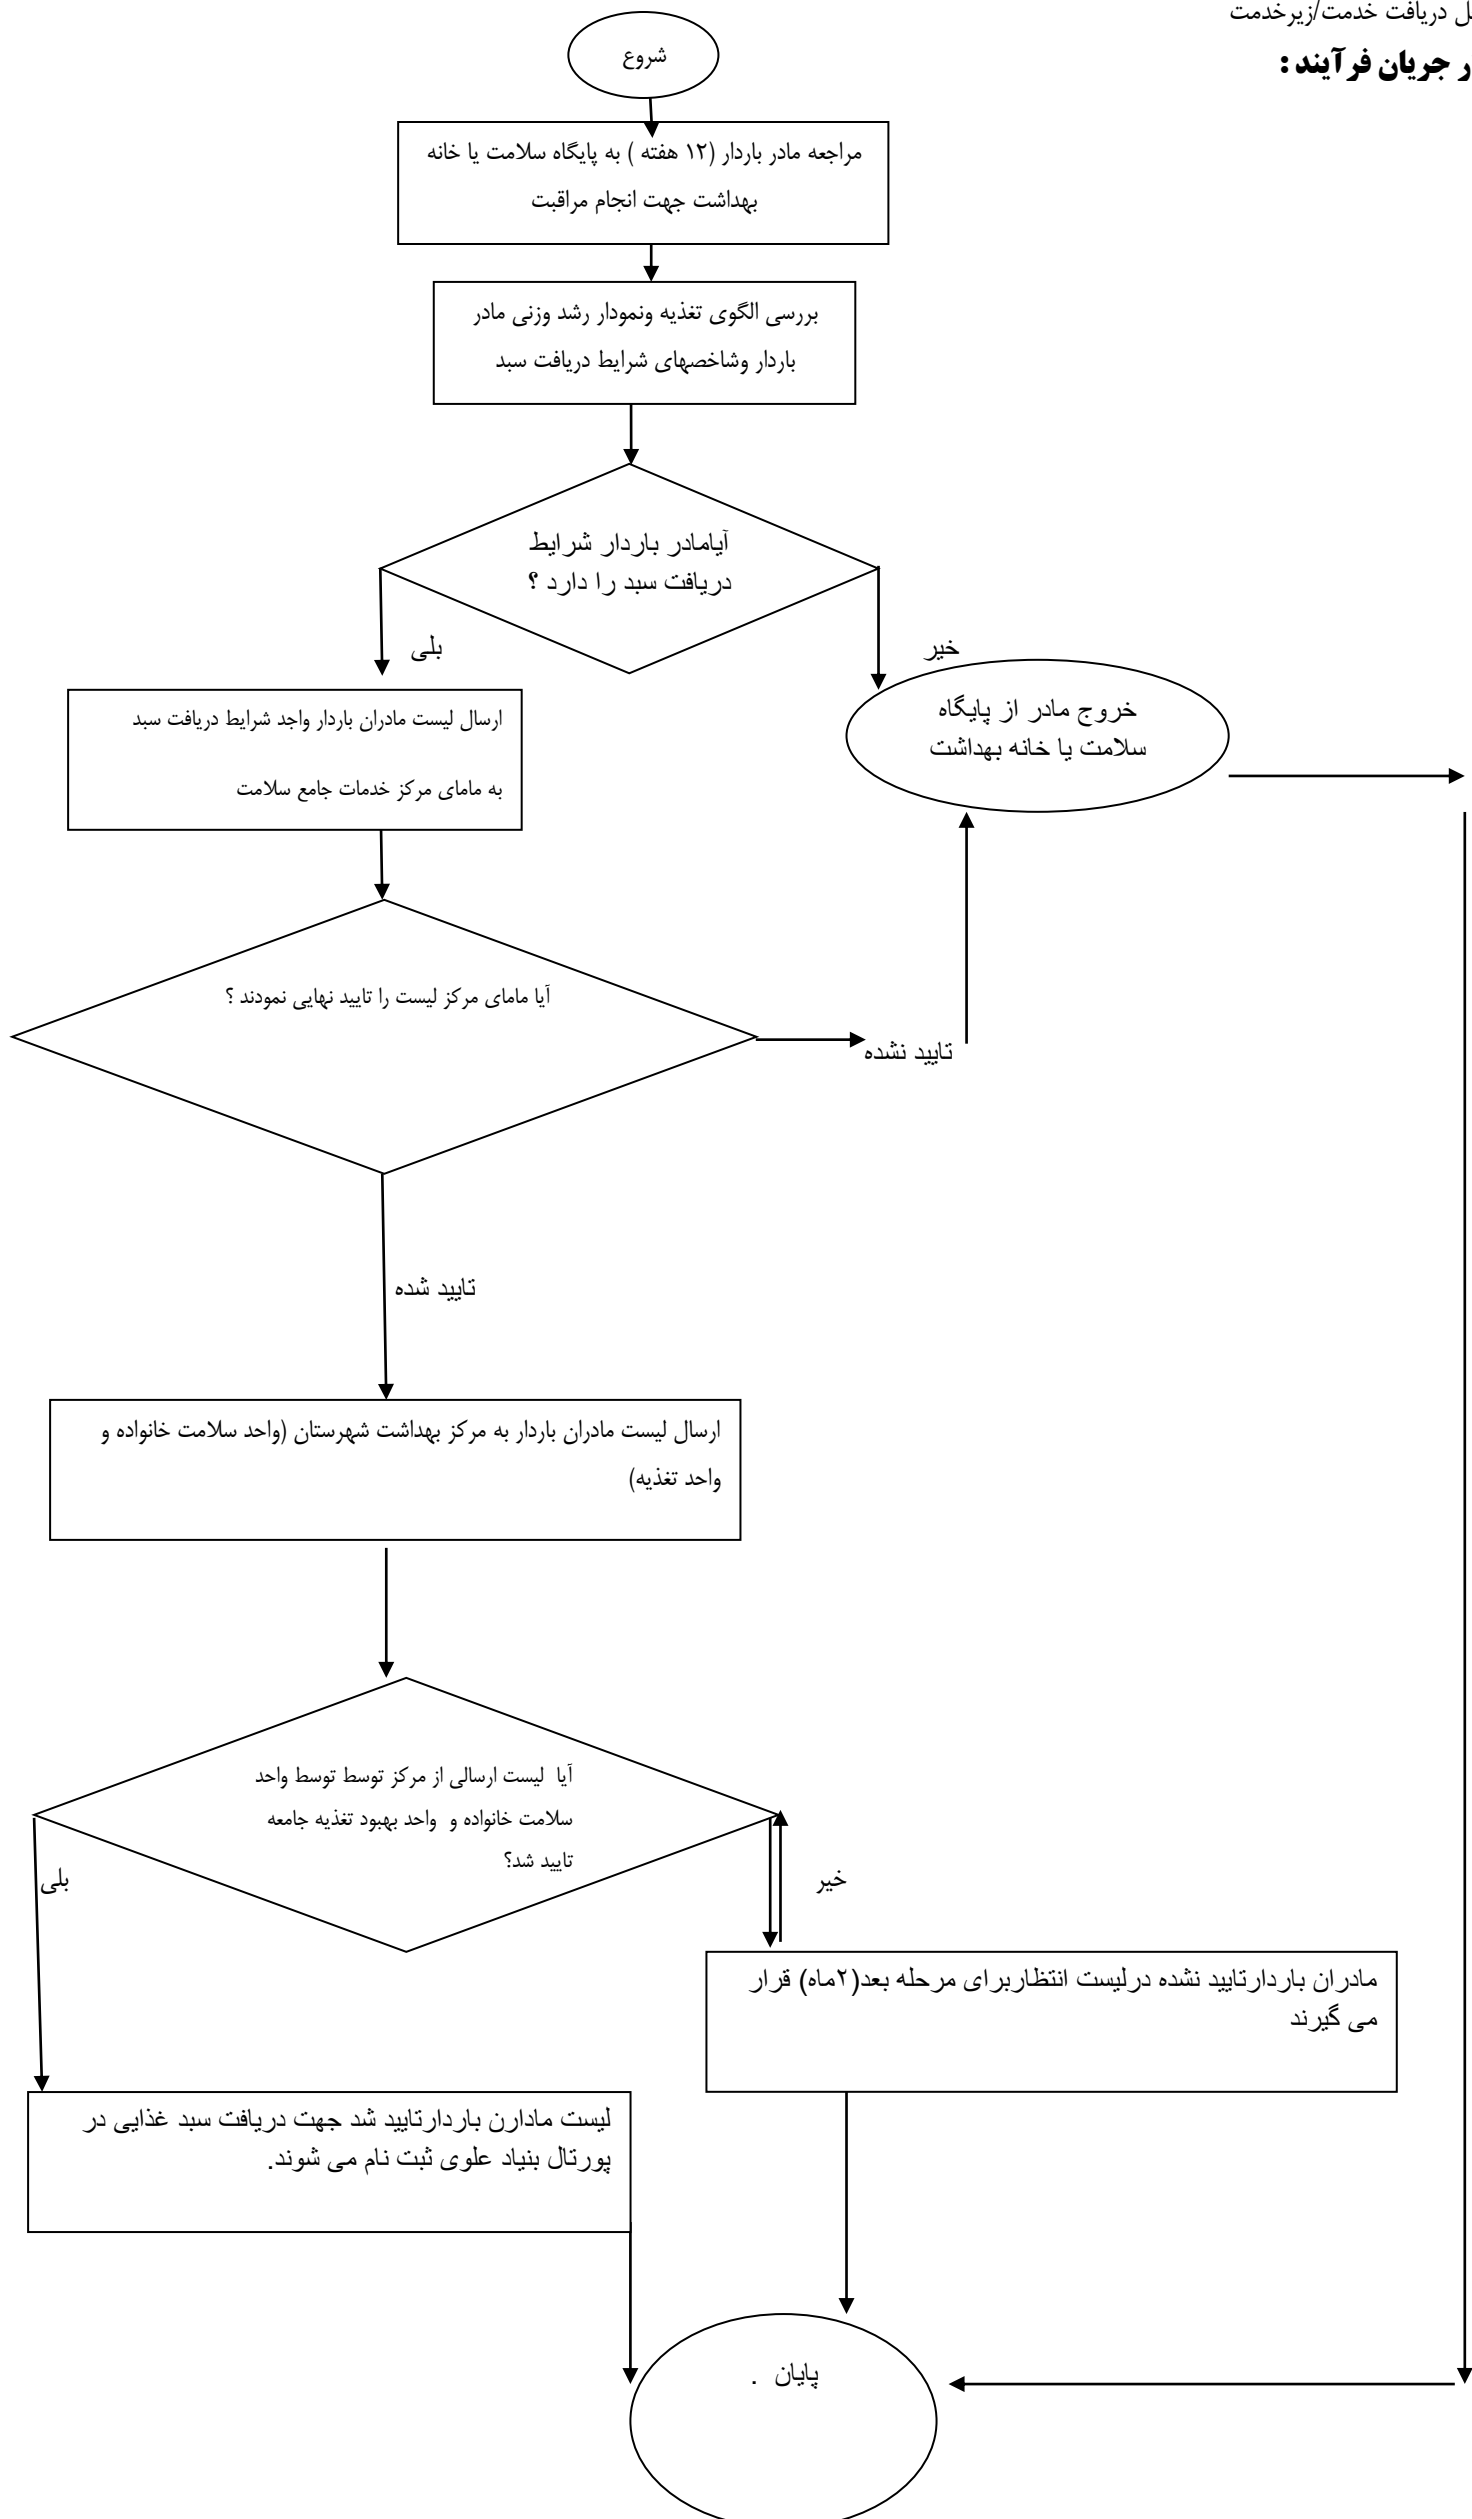 دریافت خدمت/زیرخدمت
جریان فرآیند :
شروع
مراجعه مادر باردار (۱۲ هفته ) به پایگاه سلامت یا خانه
بهداشت جهت انجام مراقبت
بررسی الگوی تغذیه ونمودار رشد وزنی مادر
باردار وشاخصهای شرایط دریافت سبد
آیامادر باردار شرایط
دریافت سبد را دارد ؟
بلی
خیر
ارسال لیست مادران باردار واجد شرایط دریافت سبد
به مامای مرکز خدمات جامع سلامت
خروج مادر از پایگاه
سلامت یا خانه بهداشت
آیا مامای مرکز لیست را تایید نهایی نمودند ؟
تایید نشده
تایید شده
ارسال لیست مادران باردار به مرکز بهداشت شهرستان (واحد سلامت خانواده و
واحد تغذیه)
آیا لیست ارسالی از مرکز توسط توسط واحد
سلامت خانواده و واحد بهبود تغذیه جامعه
تایید شد؟
بلی
خیر
مادران باردارتایید نشده درلیست انتظاربرای مرحله بعد(۲ماه) قرار
می گیرند
لیست مادارن باردارتایید شد جهت دریافت سبد غذایی در
پورتال بنیاد علوی ثبت نام می شوند.
پایان .